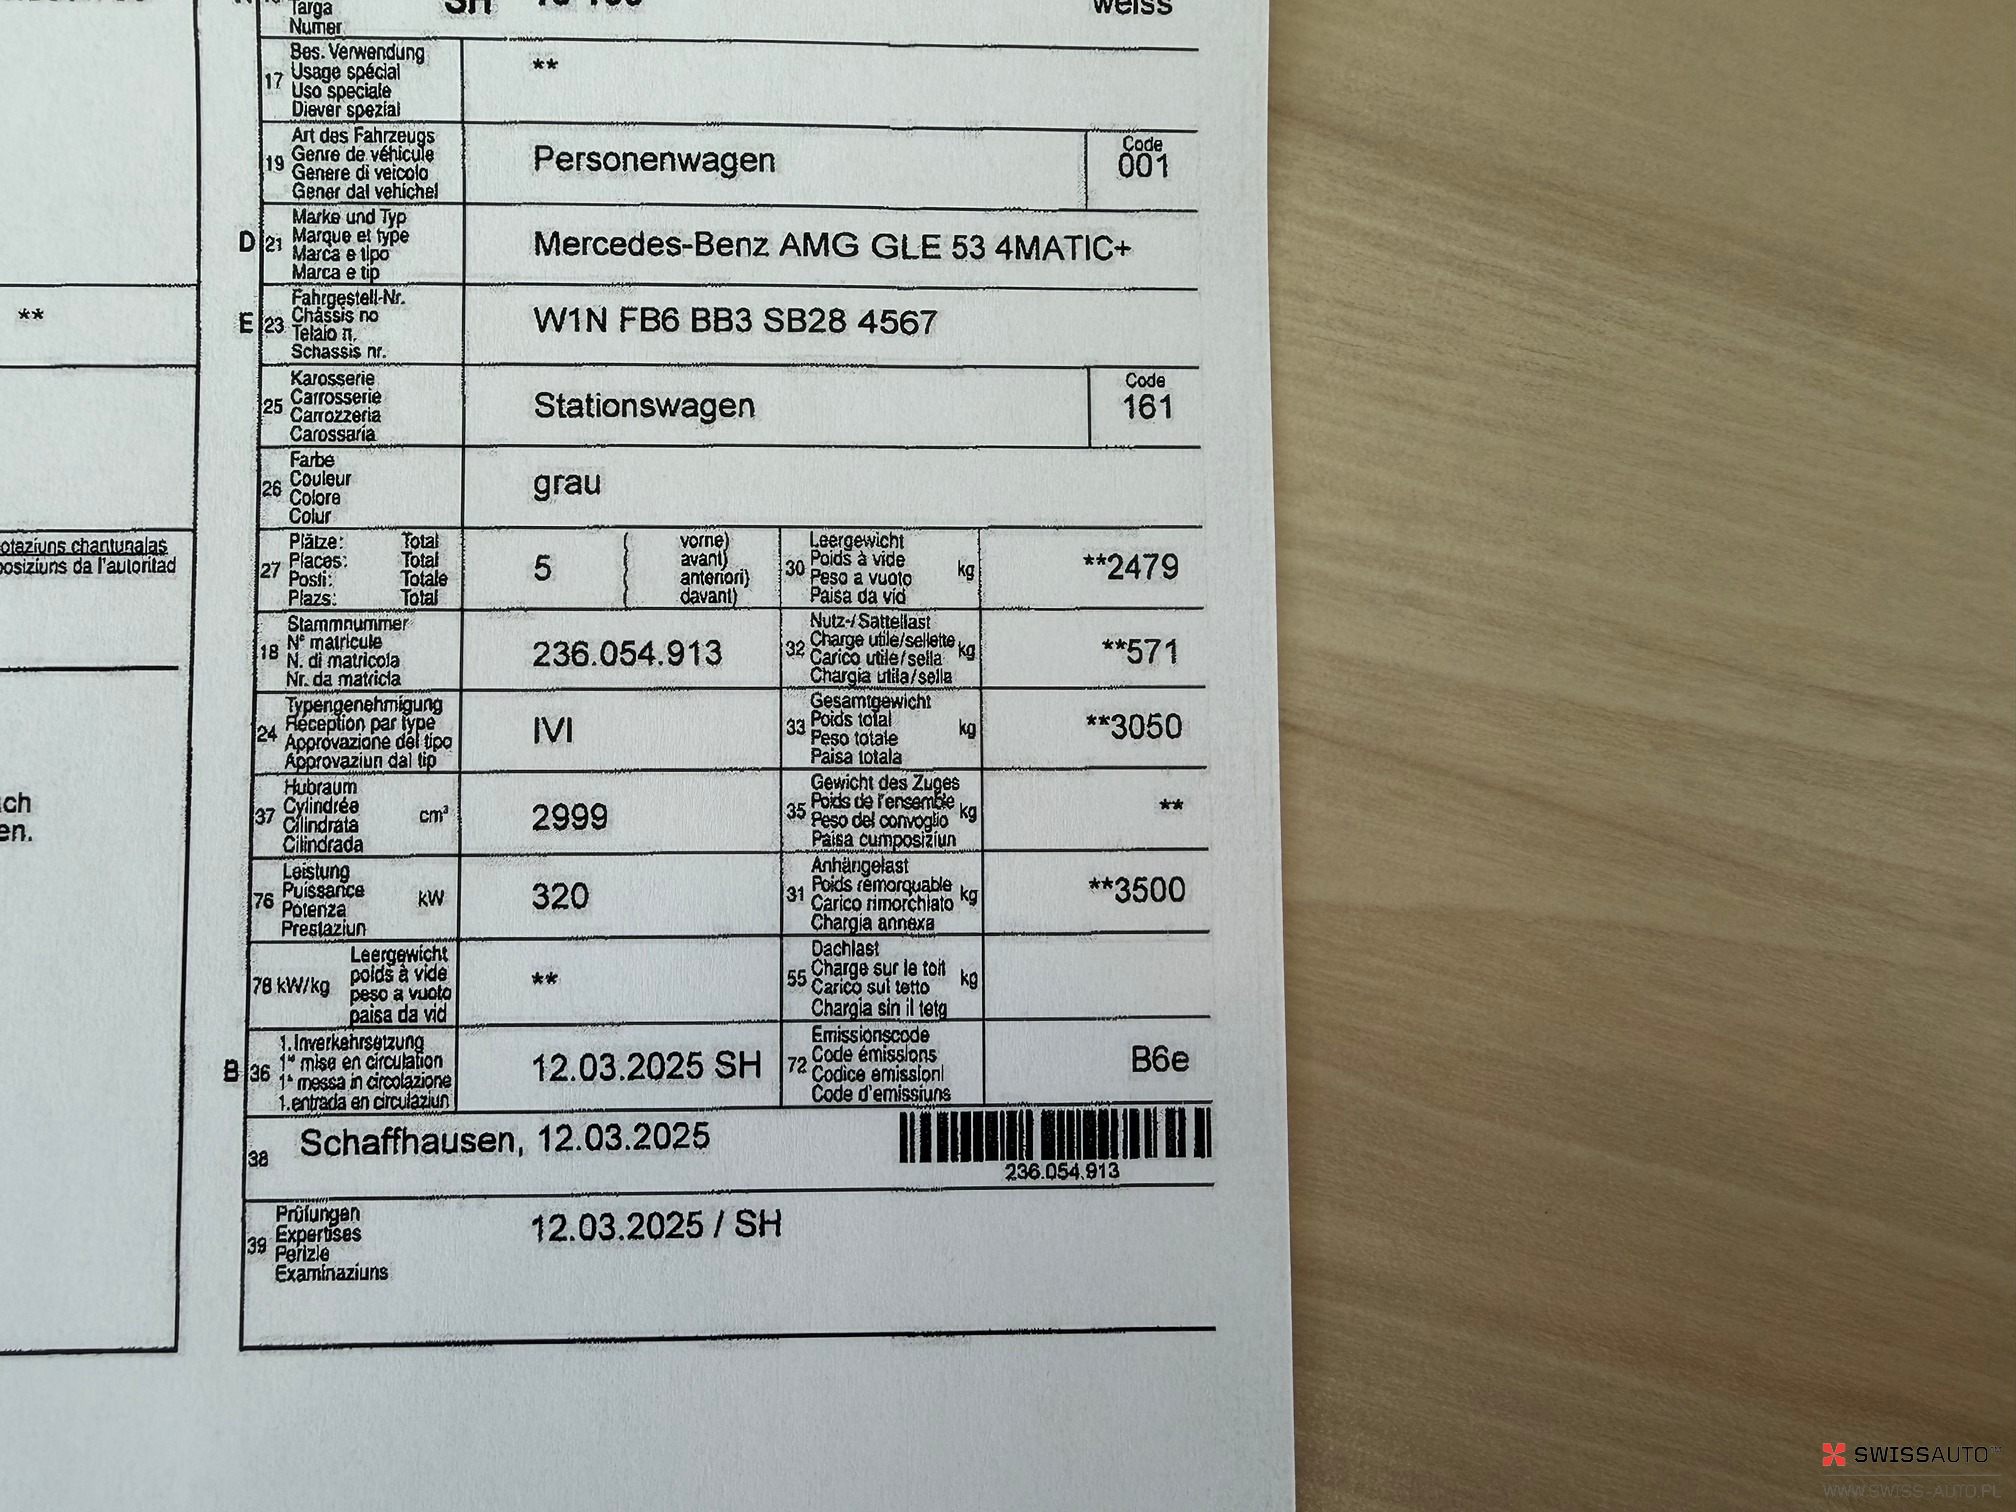 Targa
Numer
SH
weiss
17 Bes. Verwendung
Usage spécial
Uso speciale
Diever spezial
**
19 Art des Fahrzeugs
Genre de véhicule
Genere di veicolo
Gener dal vehichel
Personenwagen
Code
001
D 21 Marke und Typ
Marque et type
Marca e tipo
Marca e tip
Mercedes-Benz AMG GLE 53 4MATIC+
**
E 23 Fahrgestell-Nr.
Châssis no
Telaio n.
Schassis nr.
W1N FB6 BB3 SB28 4567
25 Karosserie
Carrosserie
Carrozzeria
Carossaria
Stationswagen
Code
161
26 Farbe
Couleur
Colore
Colur
grau
otaziuns chantunalas
posiziuns da l'autoritad
27 Plätze: Total
Places: Total
Posti: Totale
Plazs: Total
5
vorne)
avant)
anteriori)
davant)
30 Leergewicht
Poids à vide
Peso a vuoto
Paisa da vid
kg
**2479
18 Stammnummer
N° matricule
N. di matricola
Nr. da matricla
236.054.913
32 Nutz-/Sattellast
Charge utile/sellette
Carico utile/sella
Chargia utila/sella
kg
**571
24 Typengenehmigung
Réception par type
Approvazione del tipo
Approvaziun dal tip
IVI
33 Gesamtgewicht
Poids total
Peso totale
Paisa totala
kg
**3050
37 Hubraum
Cylindrée
Cilindrata
Cilindrada
cm³
2999
35 Gewicht des Zuges
Poids de l'ensemble
Peso del convoglio
Paisa cumposiziun
kg
**
ch
en.
76 Leistung
Puissance
Potenza
Prestaziun
kW
320
31 Anhängelast
Poids remorquable
Carico rimorchiato
Chargia annexa
kg
**3500
78 kW/kg
Leergewicht
poids à vide
peso a vuoto
paisa da vid
**
55 Dachlast
Charge sur le toit
Carico sul tetto
Chargia sin il tetg
kg
B 36 1. Inverkehrsetzung
1re mise en circulation
1a messa in circolazione
1. entrada en circulaziun
12.03.2025 SH
72 Emissionscode
Code émissions
Codice emissioni
Code d'emissiuns
B6e
38 Schaffhausen, 12.03.2025
236.054.913
39 Prüfungen
Expertises
Perizie
Examinaziuns
12.03.2025 / SH
SWISSAUTO
WWW.SWISS-AUTO.PL